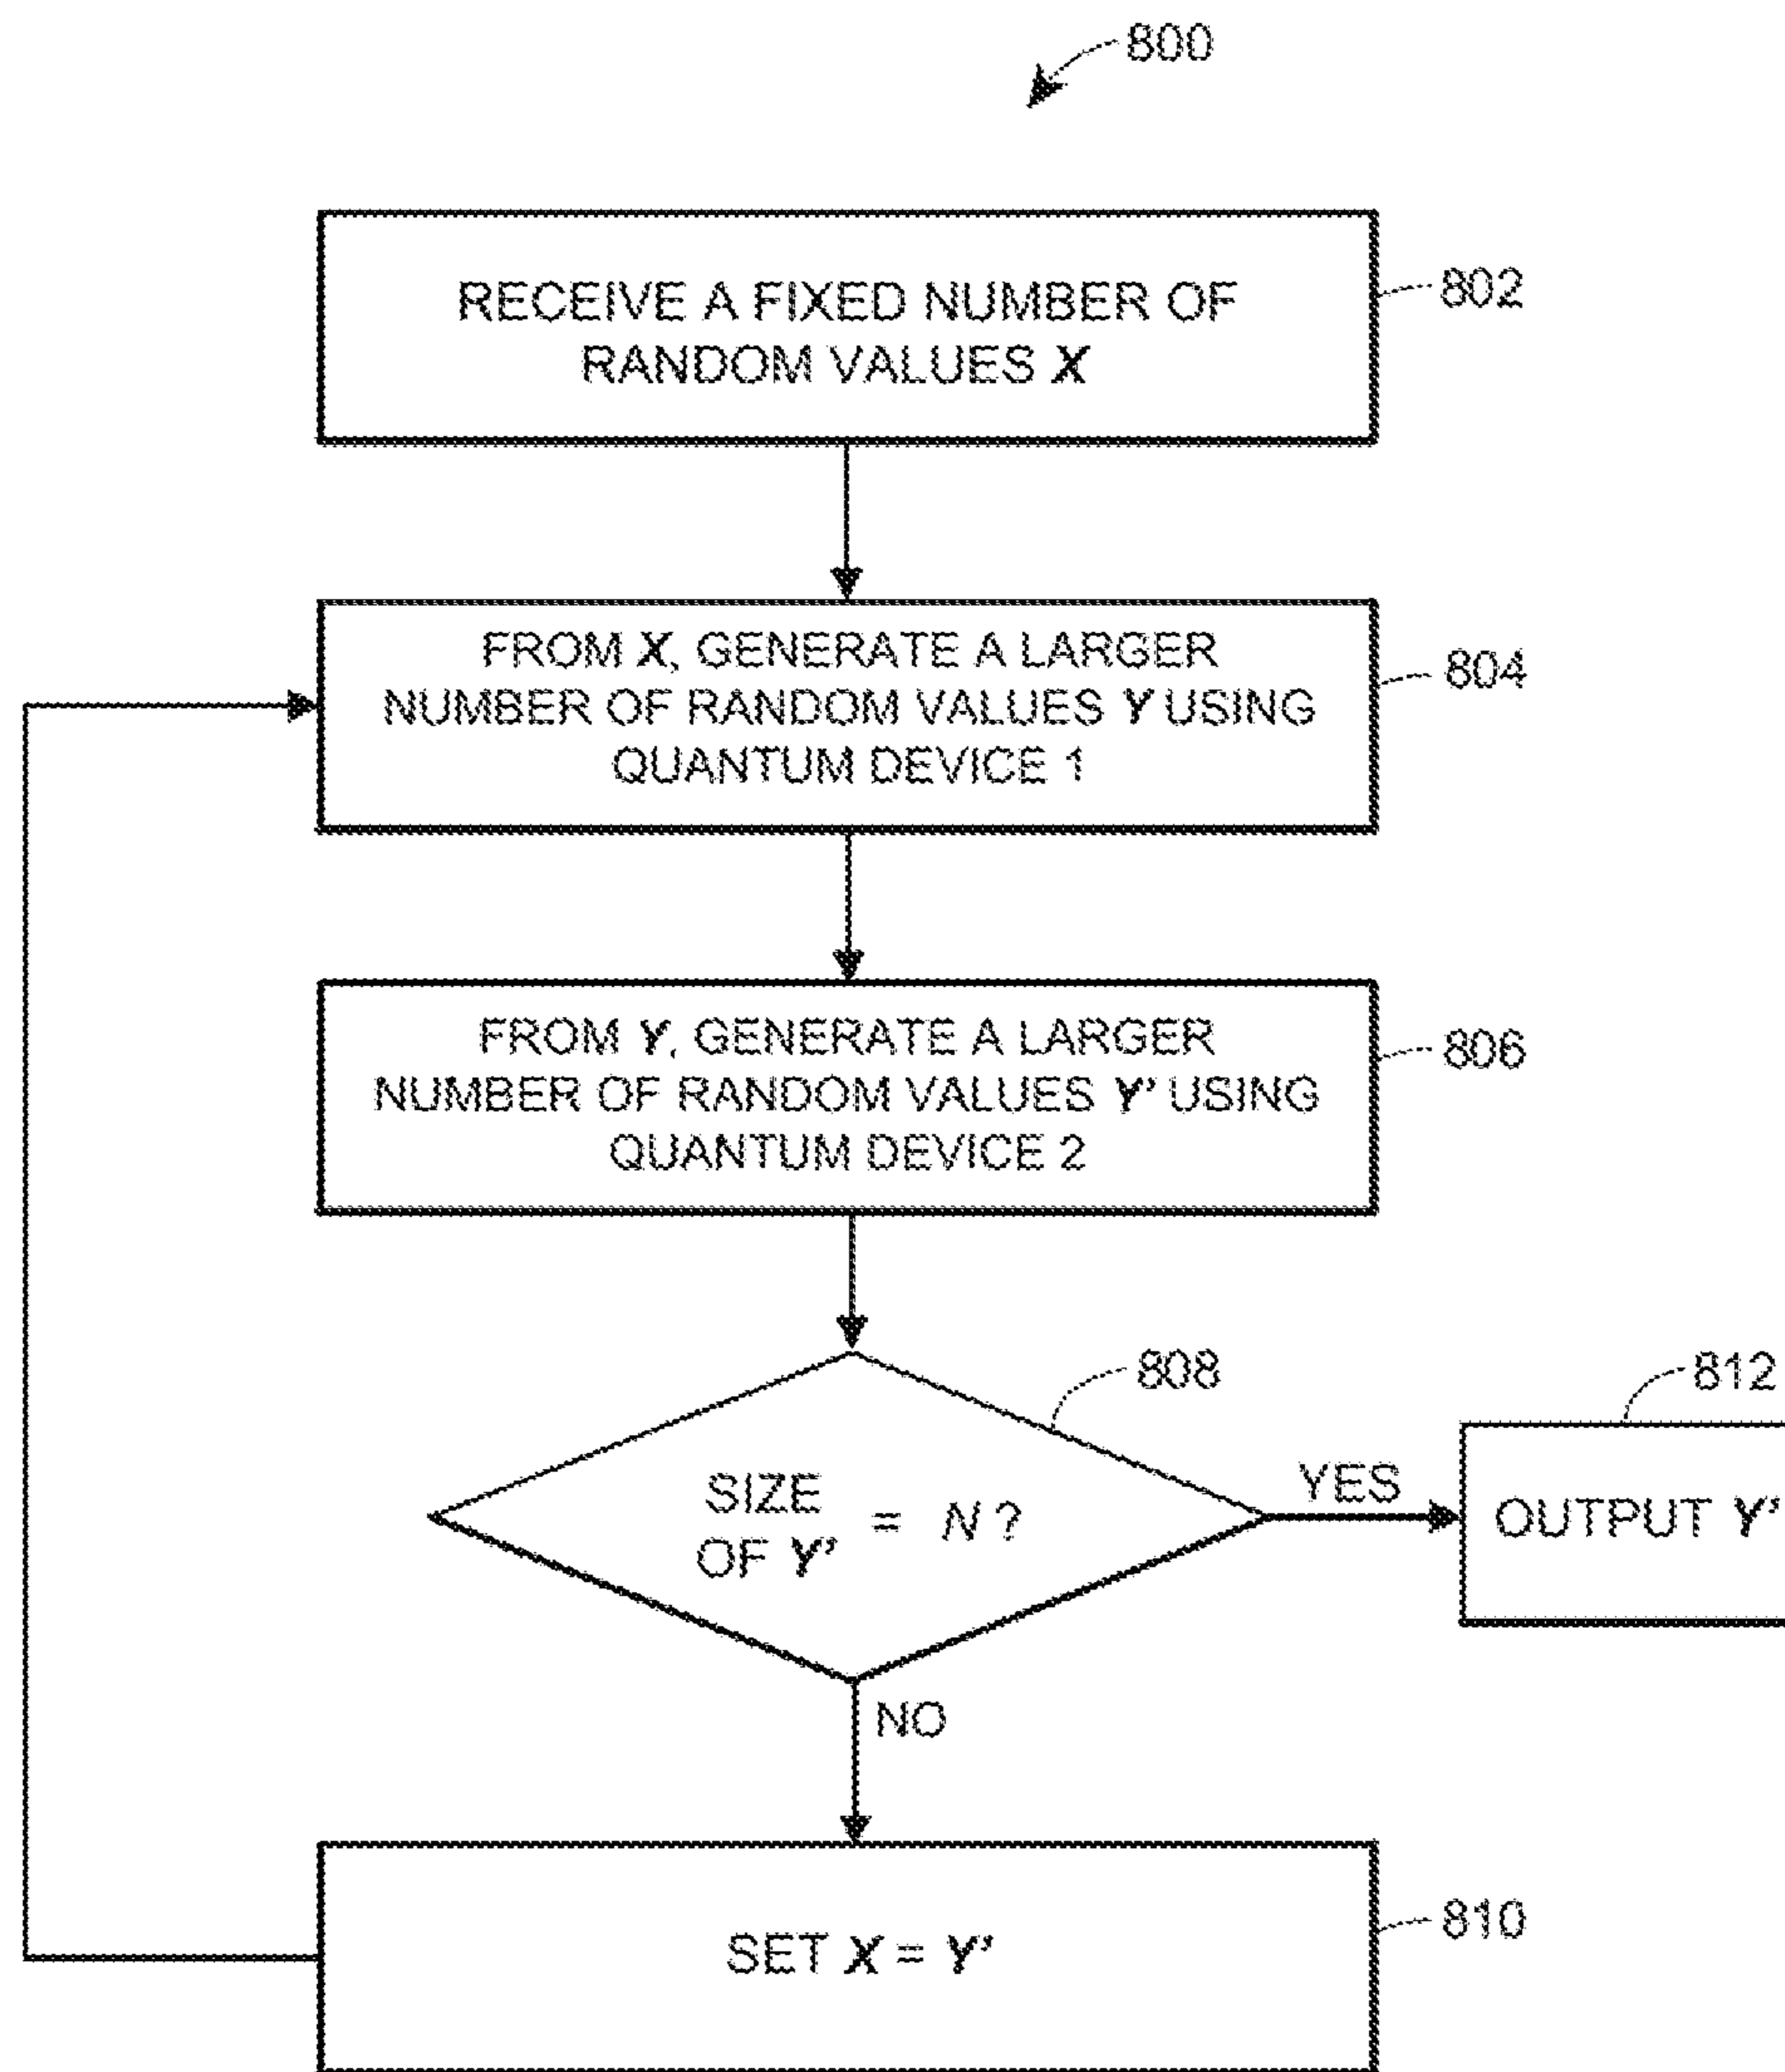 800
RECEIVE A FIXED NUMBER OF
RANDOM VALUES X
802
FROM X, GENERATE A LARGER
NUMBER OF RANDOM VALUES Y USING
QUANTUM DEVICE 1
804
FROM Y, GENERATE A LARGER
NUMBER OF RANDOM VALUES Y' USING
QUANTUM DEVICE 2
806
808
SIZE
OF Y' = N ?
YES
812
OUTPUT Y'
NO
SET X = Y'
810